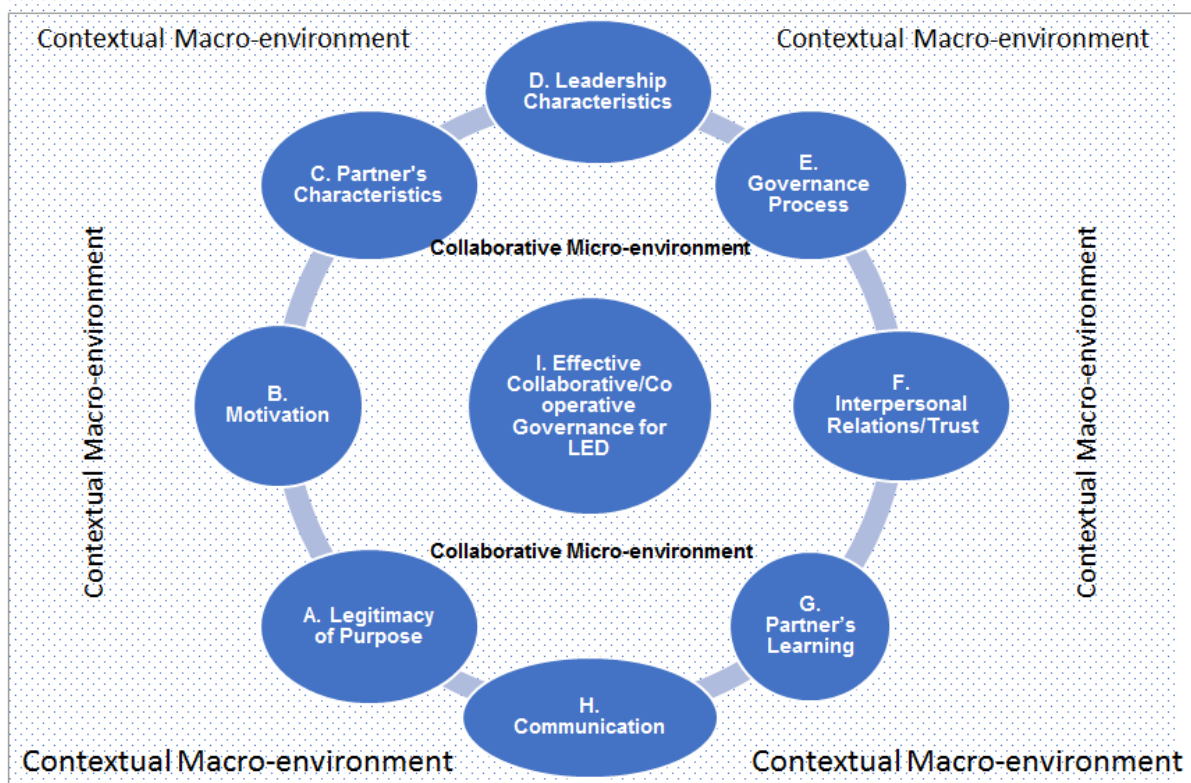 Contextual Macro-environment
Contextual Macro-environment
D. Leadership
Characteristics
C. Partner's
Characteristics
E.
Governance
Process
Collaborative Micro-environment
Contextual Macro-environment
Contextual Macro-environment
B.
Motivation
I. Effective
Collaborative/Co
operative
Governance for
LED
F.
Interpersonal
Relations/Trust
Collaborative Micro-environment
A. Legitimacy
of Purpose
G.
Partner’s
Learning
H.
Communication
Contextual Macro-environment
Contextual Macro-environment